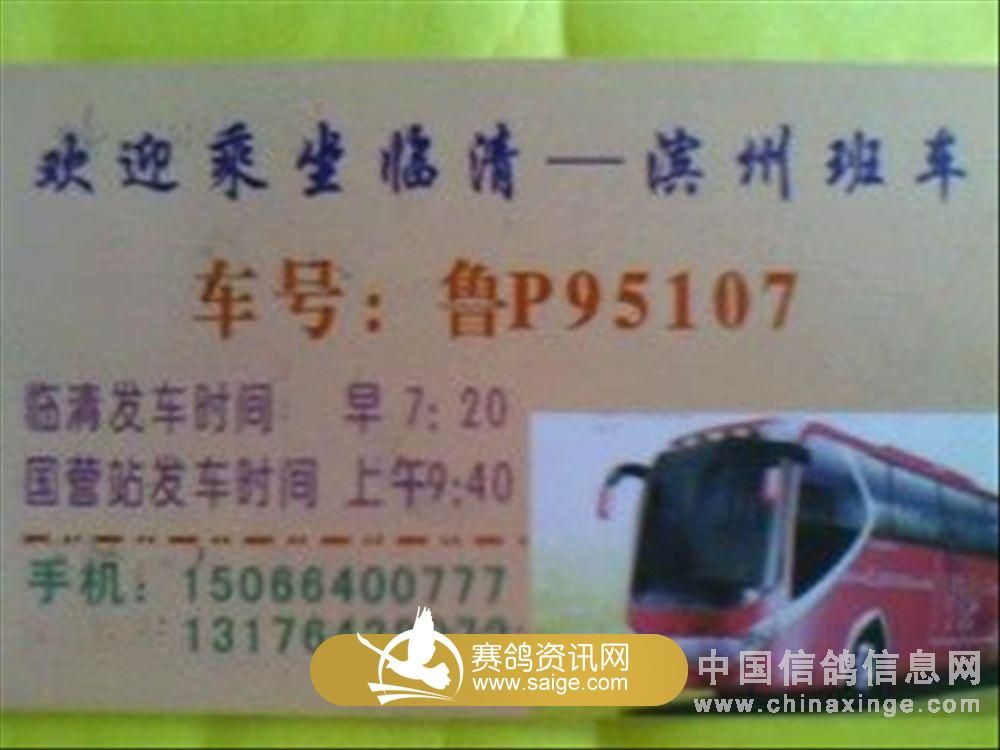 欢迎乘坐临清—滨州班车
车号：鲁P95107
临清发车时间 早 7：20
国营站发车时间 上午9:40
手机：15066400777
赛鸽资讯网
www.saige.com
中国信鸽信息网
www.chinaxinge.com